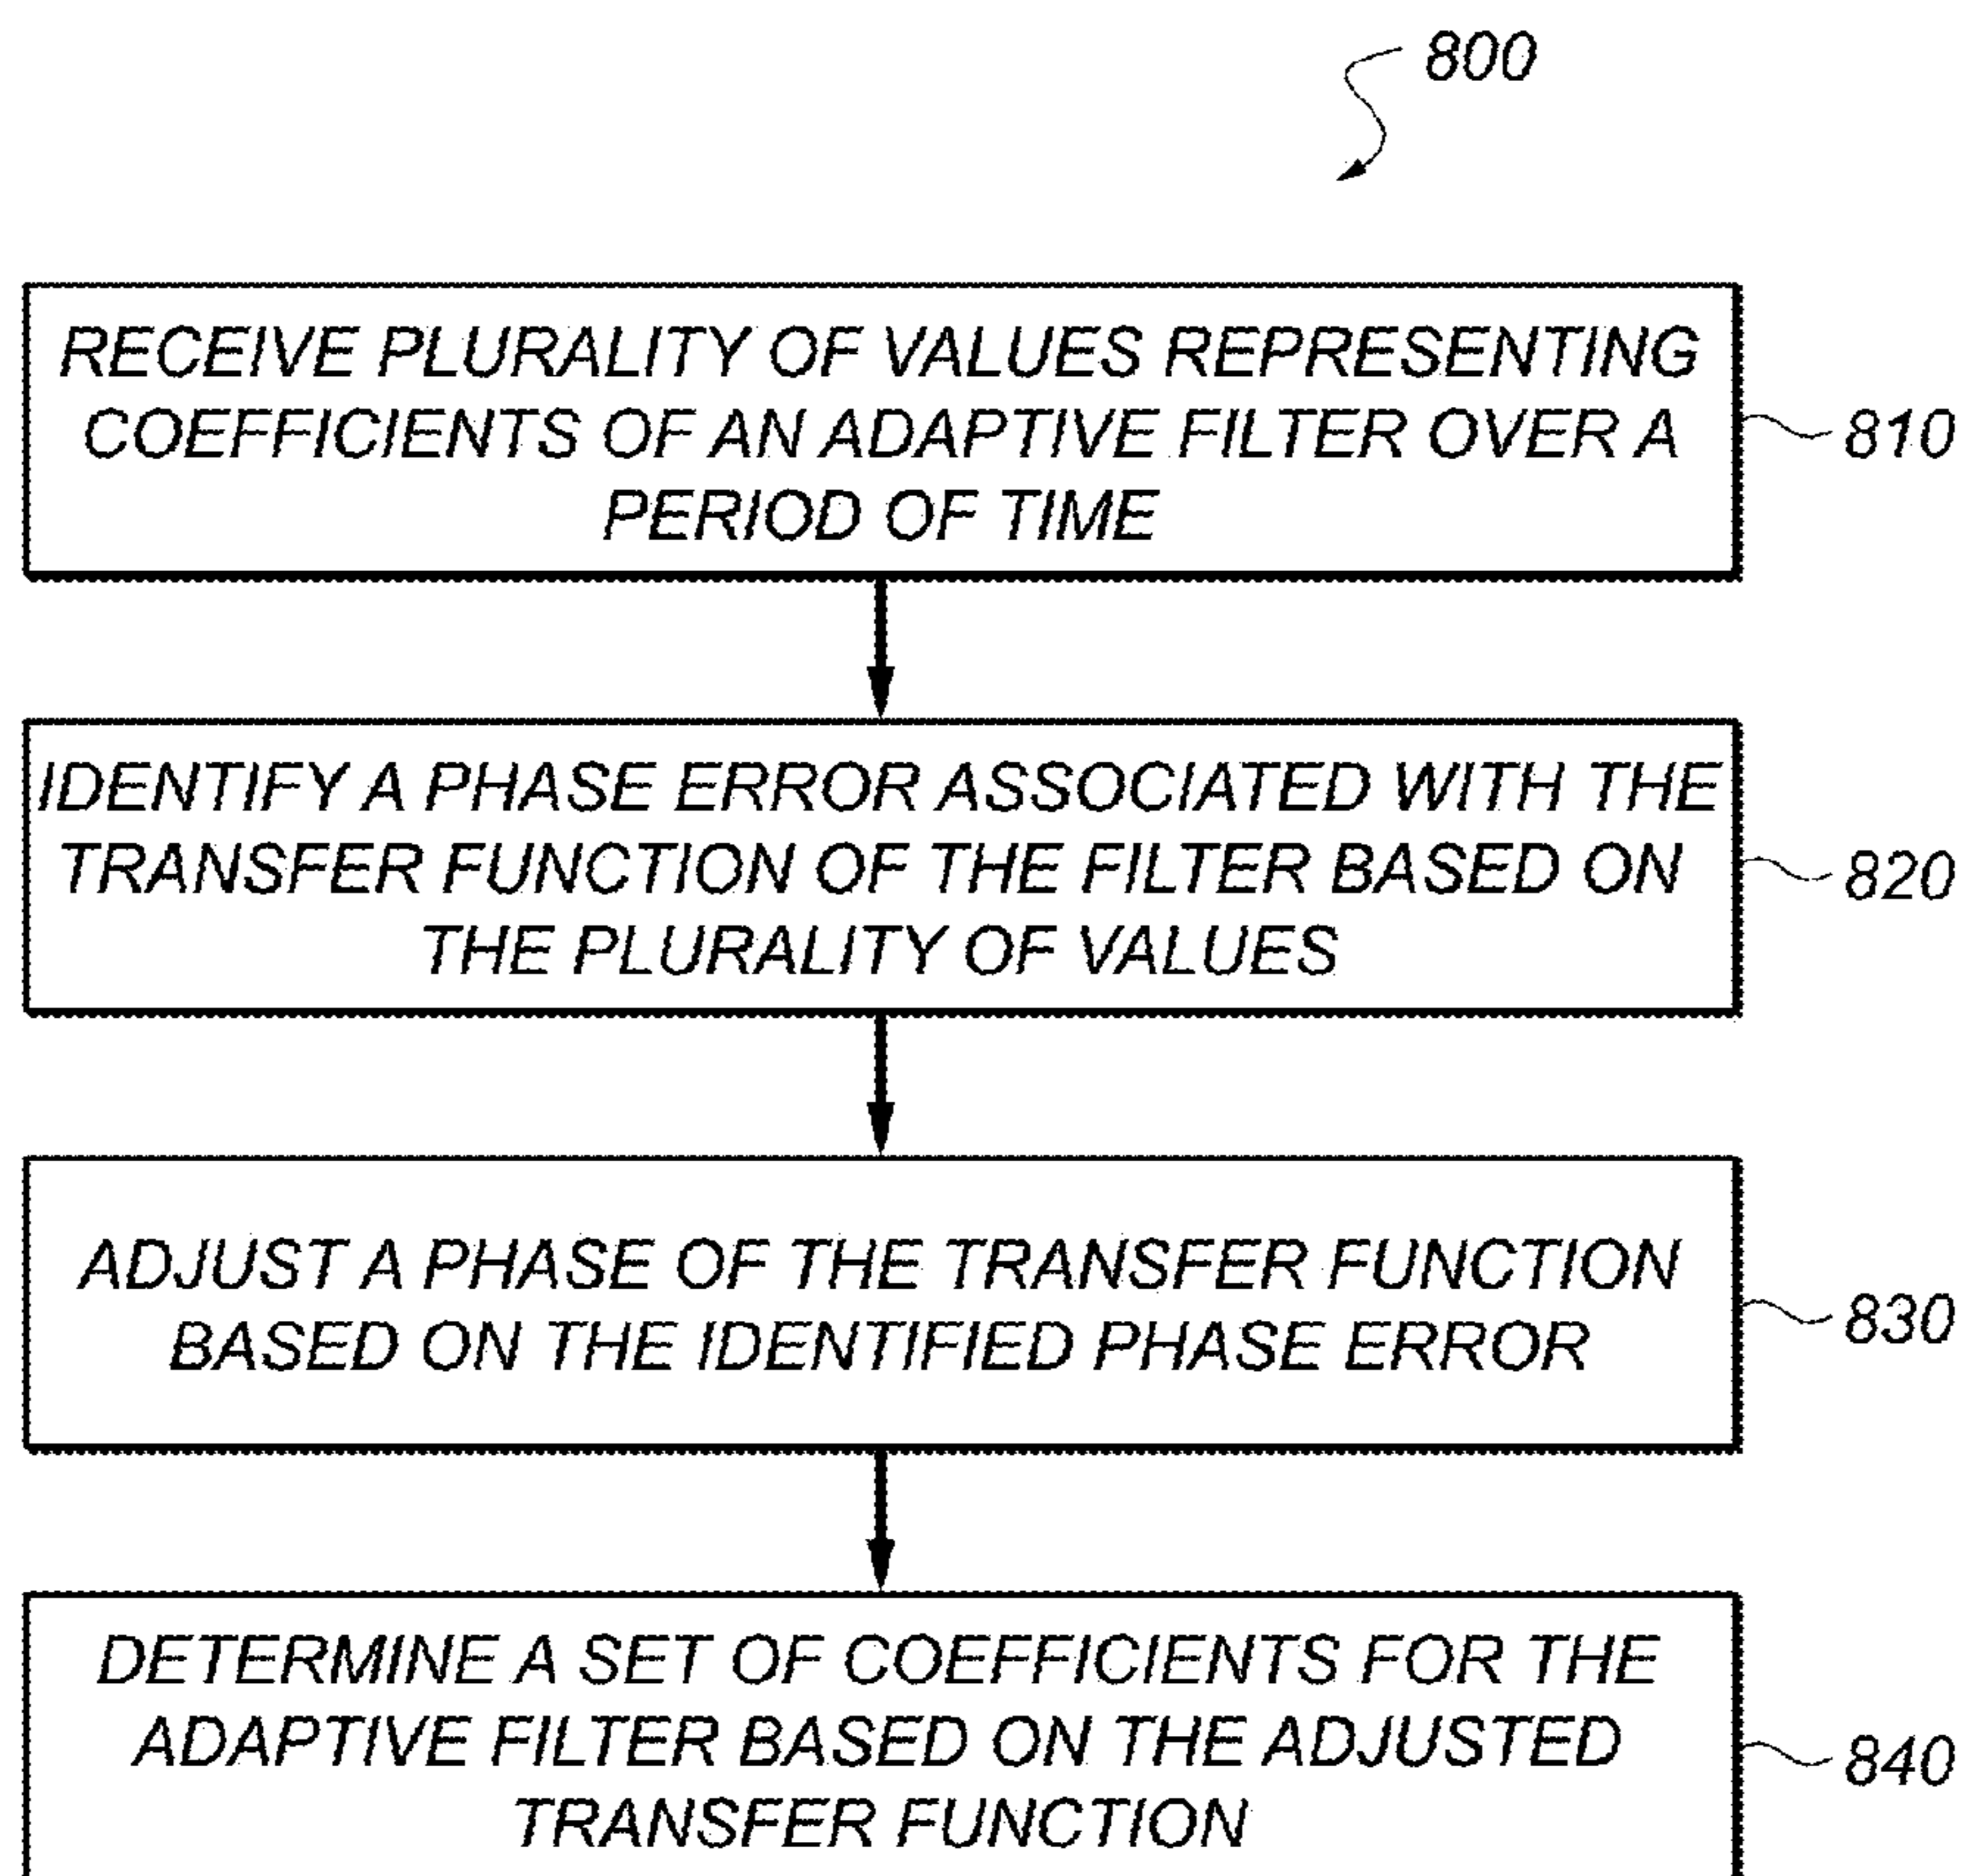 800
RECEIVE PLURALITY OF VALUES REPRESENTING
COEFFICIENTS OF AN ADAPTIVE FILTER OVER A
PERIOD OF TIME
810
IDENTIFY A PHASE ERROR ASSOCIATED WITH THE
TRANSFER FUNCTION OF THE FILTER BASED ON
THE PLURALITY OF VALUES
820
ADJUST A PHASE OF THE TRANSFER FUNCTION
BASED ON THE IDENTIFIED PHASE ERROR
830
DETERMINE A SET OF COEFFICIENTS FOR THE
ADAPTIVE FILTER BASED ON THE ADJUSTED
TRANSFER FUNCTION
840